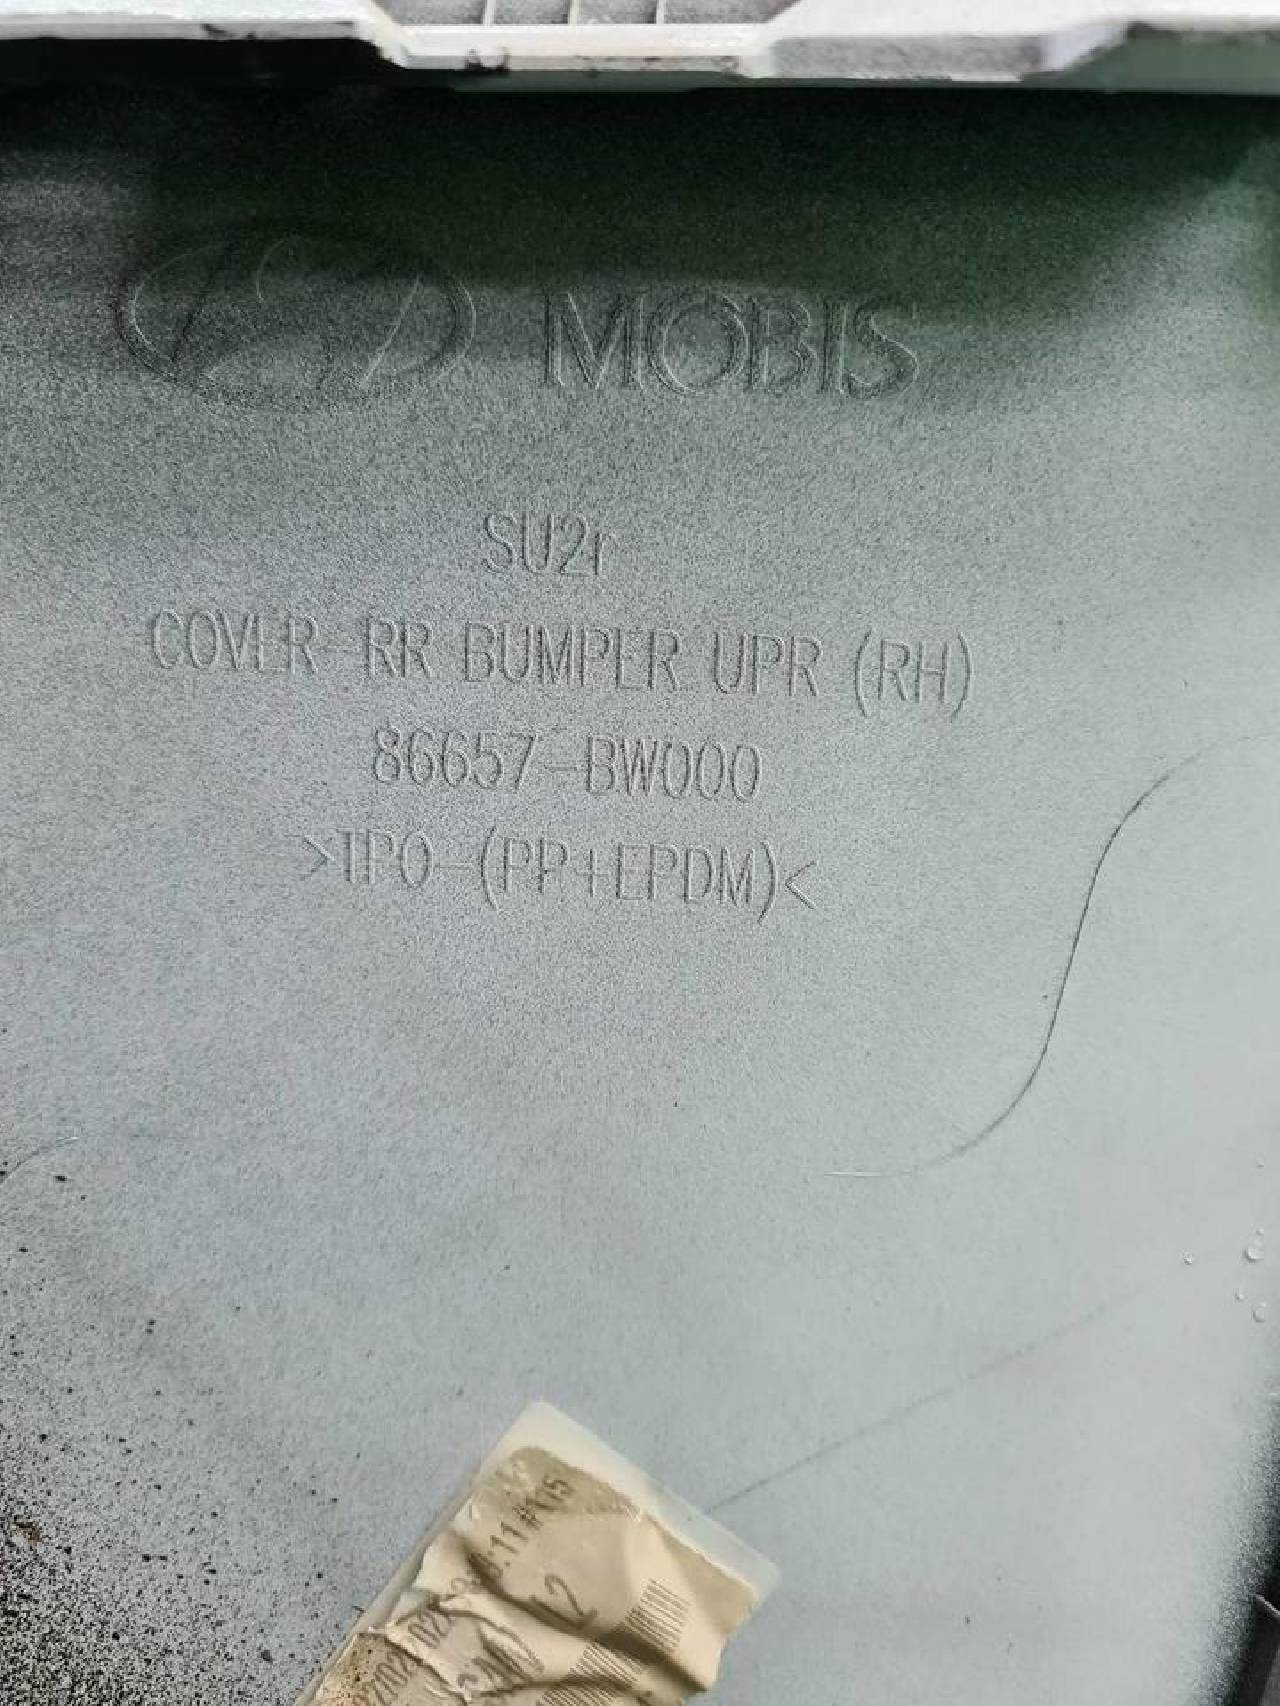 MOBIS
SU2r
COVER-RR BUMPER UPR (RH)
86657-BW000
>TPO-(PP+EPDM)<